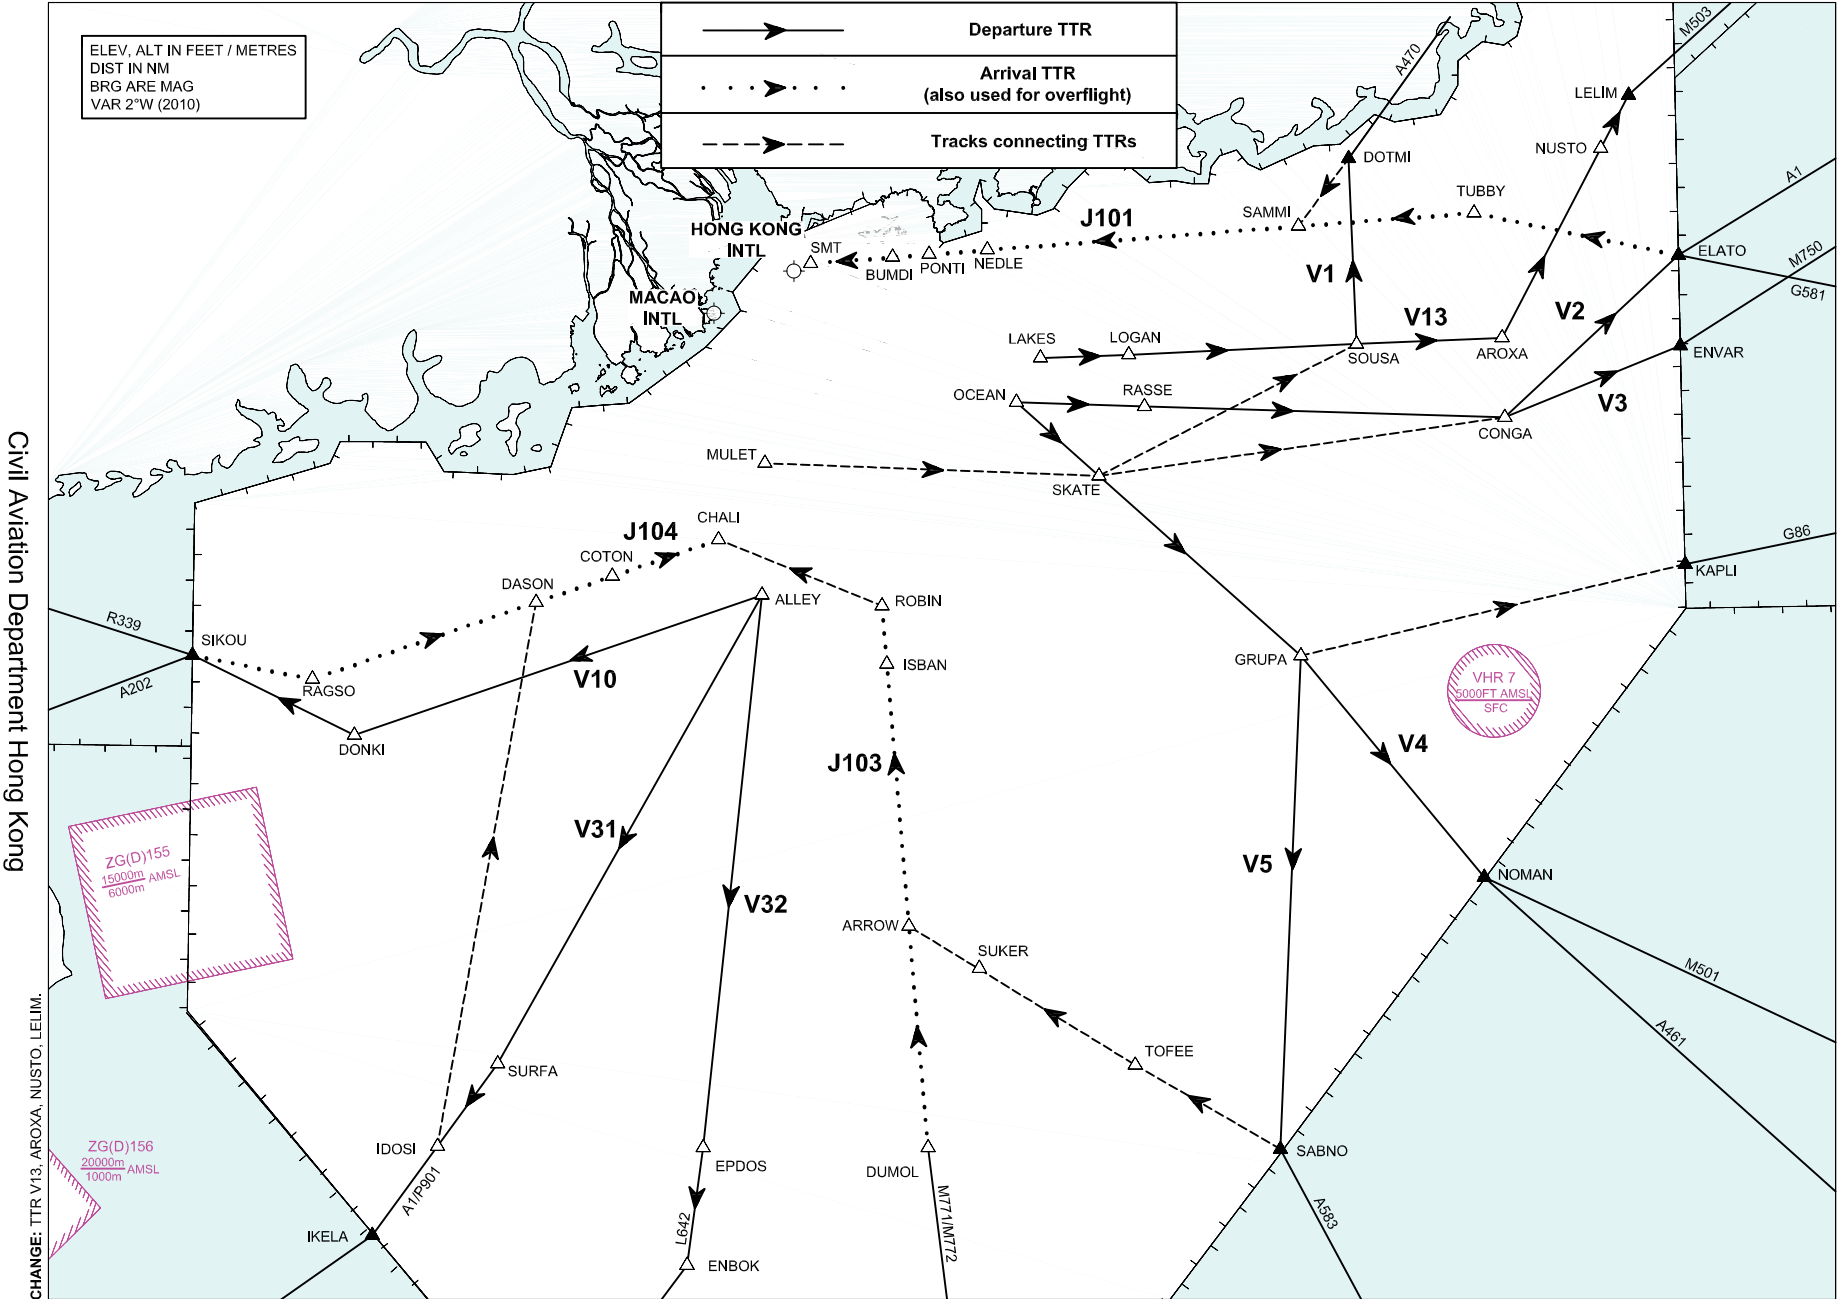 ELEV, ALT IN FEET / METRES
DIST IN NM
BRG ARE MAG
VAR 2°W (2010)
Departure TTR
Arrival TTR
(also used for overflight)
Tracks connecting TTRs
A470
M503
LELIM
NUSTO
DOTMI
A1
TUBBY
SAMMI
J101
HONG KONG
INTL
SMT
BUMDI
PONTI
NEDLE
ELATO
M750
G581
V1
MACAO
INTL
V13
V2
LAKES
LOGAN
SOUSA
AROXA
ENVAR
OCEAN
RASSE
V3
CONGA
MULET
SKATE
CHALI
J104
COTON
G86
KAPLI
DASON
ALLEY
ROBIN
R339
SIKOU
ISBAN
GRUPA
A202
RAGSO
V10
VHR 7
5000FT AMSL
SFC
DONKI
V4
J103
V31
V5
ZG(D)155
15000m
6000m
AMSL
V32
NOMAN
ARROW
SUKER
M501
A461
TOFEE
SURFA
IDOSI
EPDOS
DUMOL
SABNO
ZG(D)156
20000m
1000m
AMSL
A1/P901
L642
M771/M772
A583
IKELA
ENBOK
Civil Aviation Department Hong Kong
CHANGE: TTR V13, AROXA, NUSTO, LELIM.